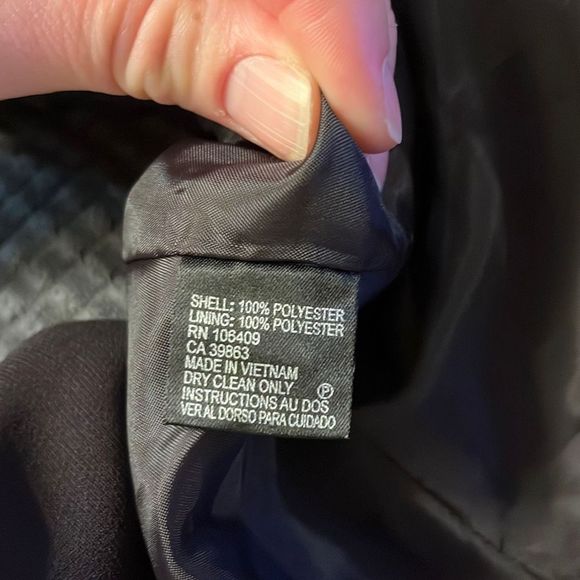 SHELL: 100% POLYESTER
LINING: 100% POLYESTER
RN 106409
CA 39863
MADE IN VIETNAM
DRY CLEAN ONLY Ⓟ
INSTRUCTIONS AU DOS
VER AL DORSO PARA CUIDADO